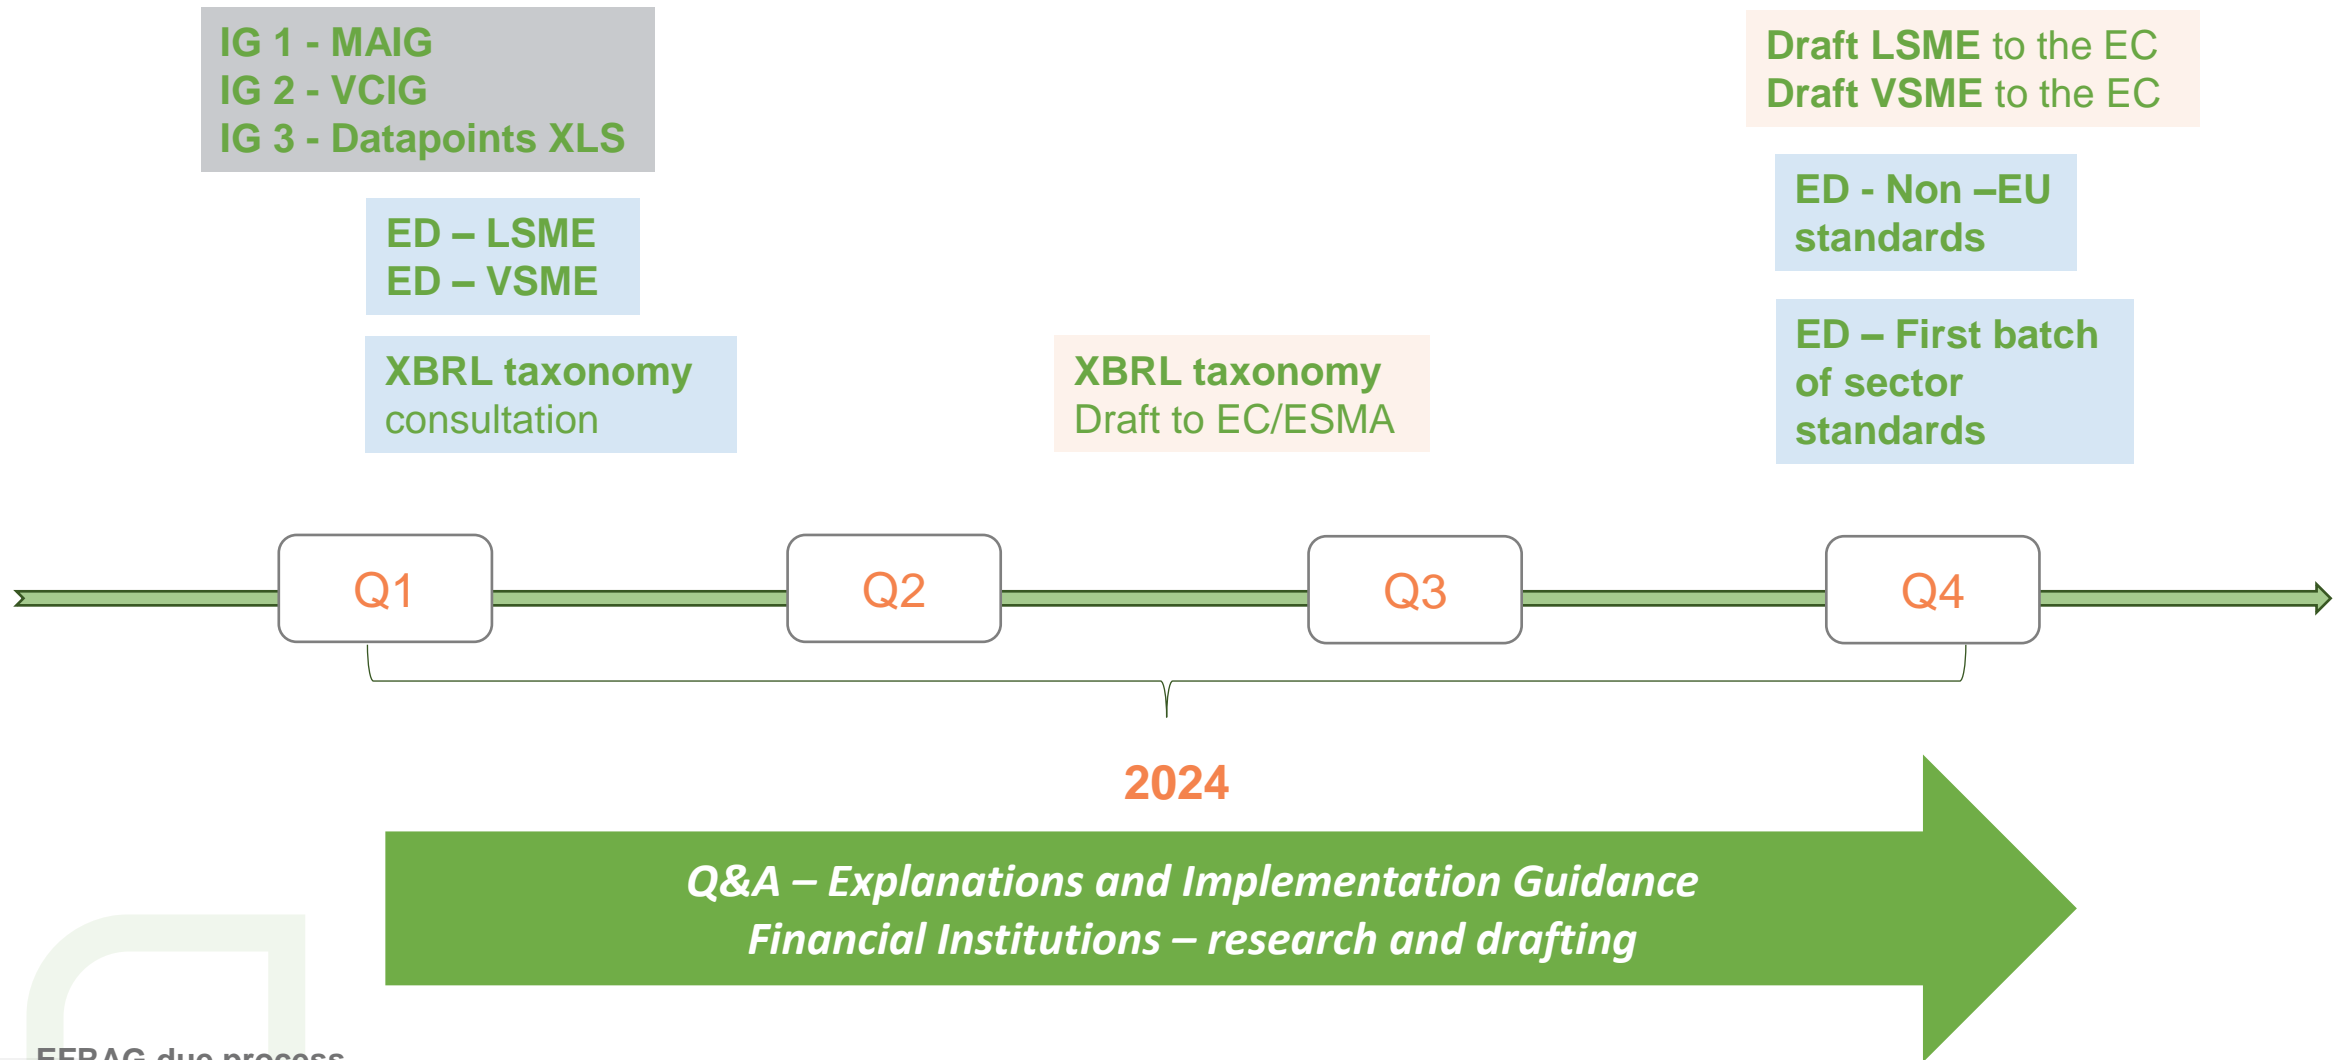 IG 1 - MAIG
IG 2 - VCIG
IG 3 - Datapoints XLS
ED – LSME
ED – VSME
XBRL taxonomy
consultation
XBRL taxonomy
Draft to EC/ESMA
Draft LSME to the EC
Draft VSME to the EC
ED - Non –EU
standards
ED – First batch
of sector
standards
Q1
Q2
Q3
Q4
2024
Q&A – Explanations and Implementation Guidance
Financial Institutions – research and drafting
EFRAG due process